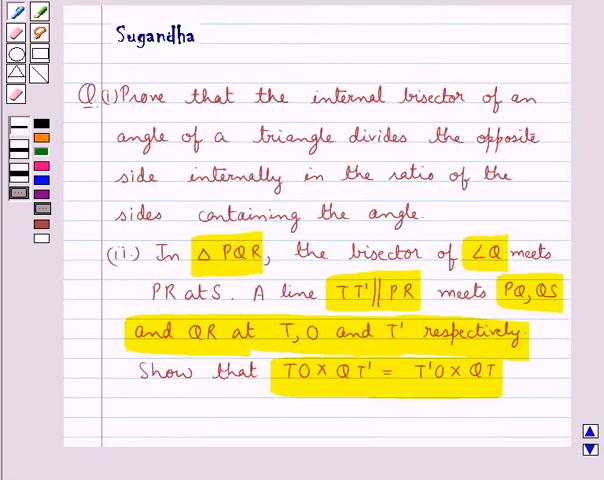 Sugandha
Q.(i) Prove that the internal bisector of an
angle of a triangle divides the opposite
side internally in the ratio of the
sides containing the angle.
(ii.) In △ PQR, the bisector of ∠Q meets
PR at S. A line TT'||PR meets PQ, QS
and QR at T, O and T' respectively.
Show that TO × QT' = T'O × QT